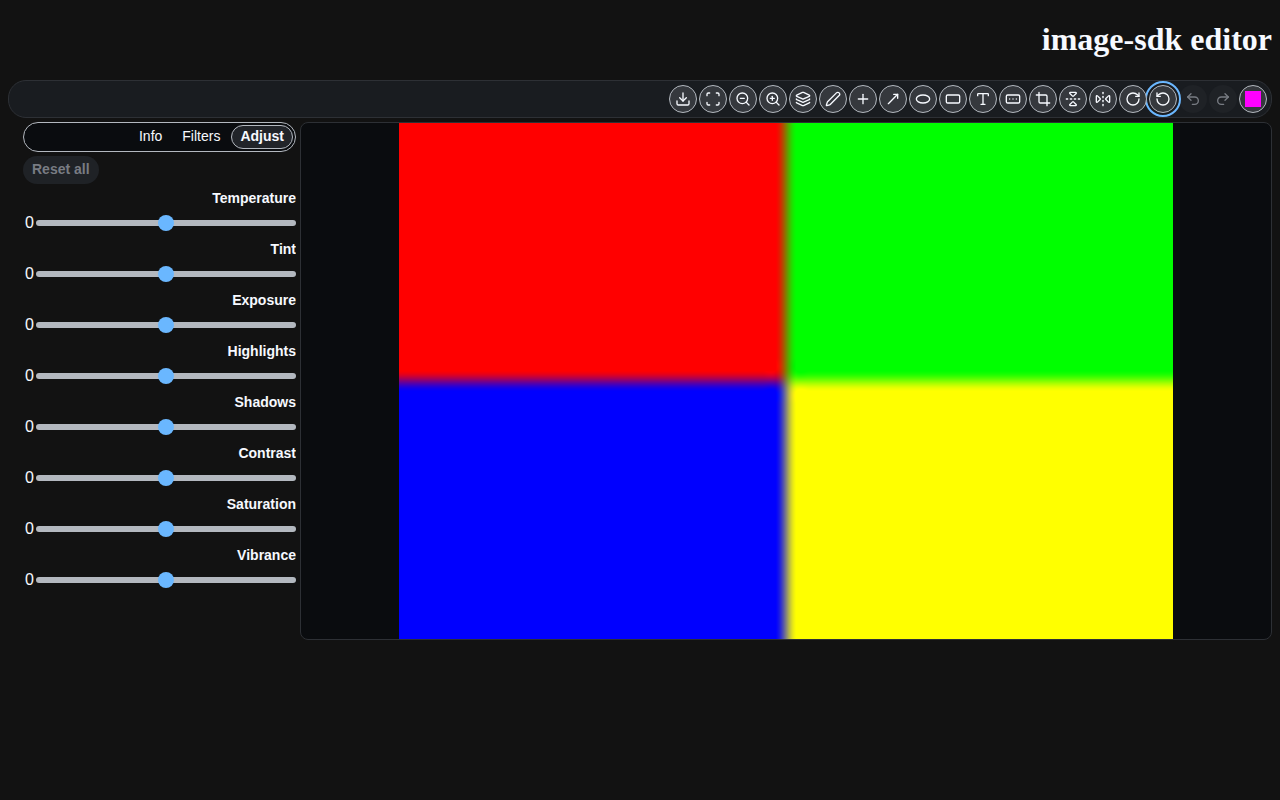 image-sdk editor
Info Filters Adjust
Reset all
Temperature
0
Tint
0
Exposure
0
Highlights
0
Shadows
0
Contrast
0
Saturation
0
Vibrance
0